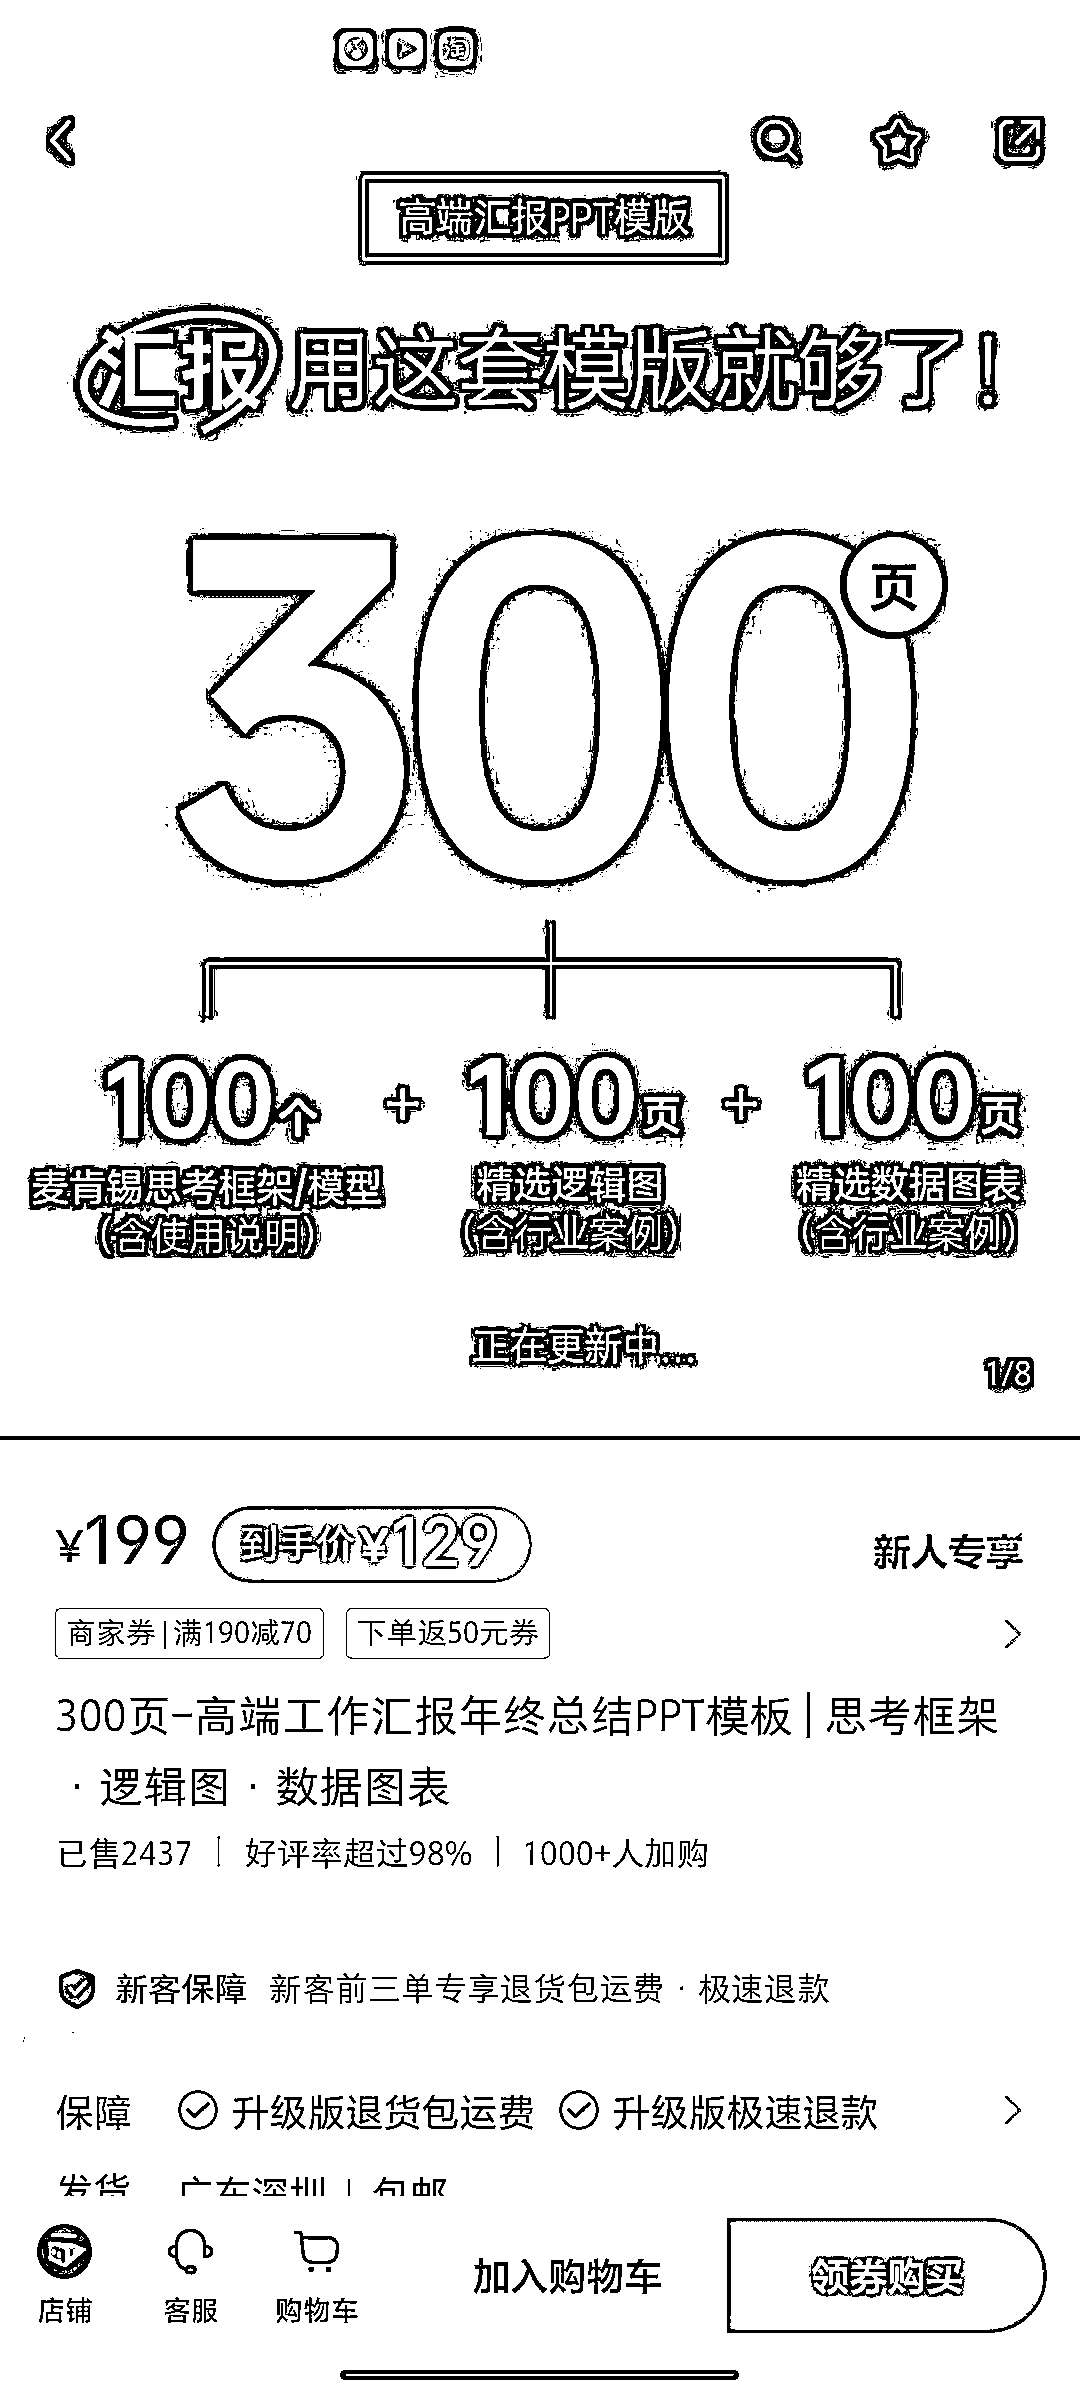 淘
高端汇报PPT模版
汇报用这套模版就够了!
300页
100个 + 100页 + 100页
麦肯锡思考框架/模型 精选逻辑图 精选数据图表
(含使用说明) (含行业案例) (含行业案例)
正在更新中...
1/8
¥199 到手价¥129 新人专享
商家券|满190减70 下单返50元券
300页-高端工作汇报年终总结PPT模板|思考框架
·逻辑图·数据图表
已售2437 | 好评率超过98% | 1000+人加购
新客保障 新客前三单专享退货包运费·极速退款
保障 升级版退货包运费 升级版极速退款
发货 广东深圳 | 包邮
店铺 客服 购物车 加入购物车 领券购买